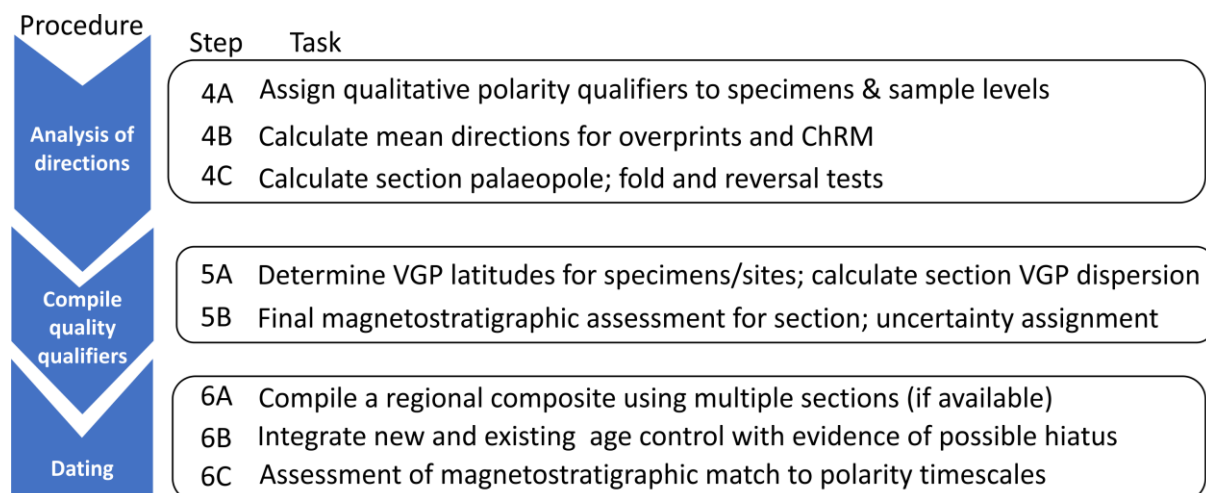 Procedure
Step Task
Analysis of
directions
4A Assign qualitative polarity qualifiers to specimens & sample levels
4B Calculate mean directions for overprints and ChRM
4C Calculate section palaeopole; fold and reversal tests
Compile
quality
qualifiers
5A Determine VGP latitudes for specimens/sites; calculate section VGP dispersion
5B Final magnetostratigraphic assessment for section; uncertainty assignment
Dating
6A Compile a regional composite using multiple sections (if available)
6B Integrate new and existing age control with evidence of possible hiatus
6C Assessment of magnetostratigraphic match to polarity timescales